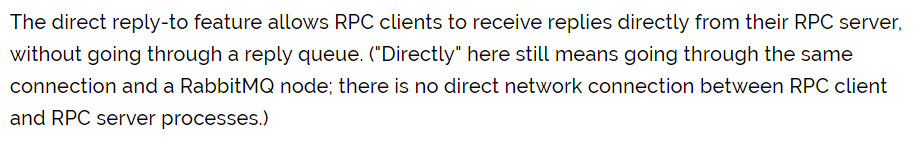 The direct reply-to feature allows RPC clients to receive replies directly from their RPC server,
without going through a reply queue. ("Directly" here still means going through the same
connection and a RabbitMQ node; there is no direct network connection between RPC client
and RPC server processes.)